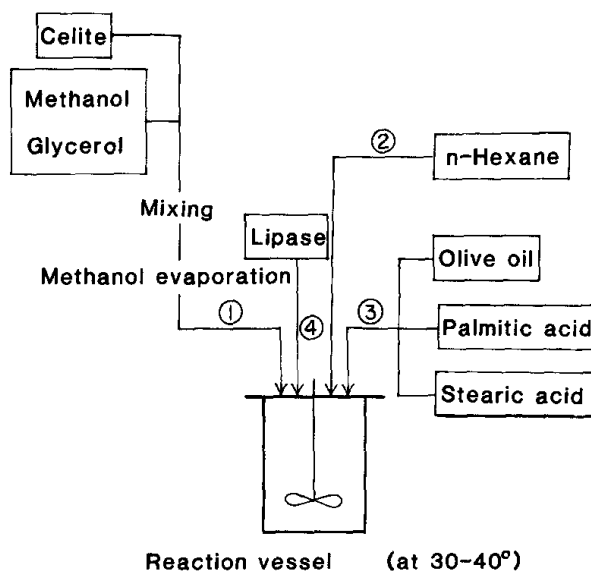 Celite
Methanol
Glycerol
②
n-Hexane
Mixing
Lipase
Olive oil
Methanol evaporation
①
④
③
Palmitic acid
Stearic acid
Reaction vessel (at 30-40°)